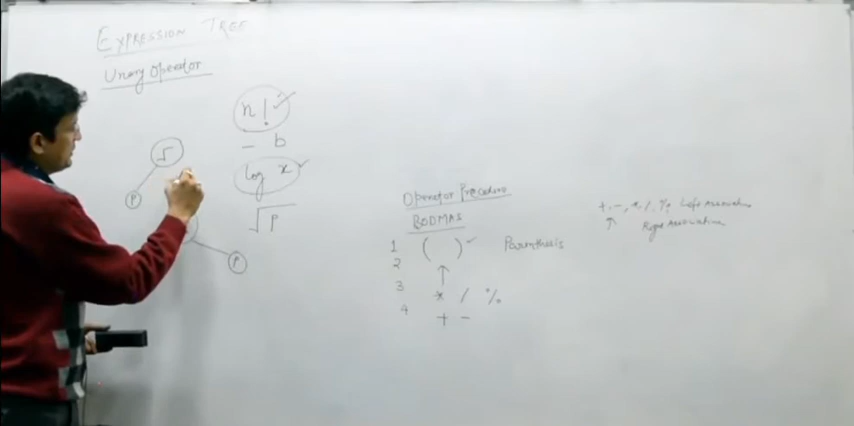 EXPRESSION TREE
Unary Operator
n! ✓
- b
log x ✓
√P
√
P
P
Operator Precedence
BODMAS
1 ( ) ✓ Parenthesis
2 ↑
3 * / %
4 + -
+, -, *, /, % Left Associative
↑ Right Associative